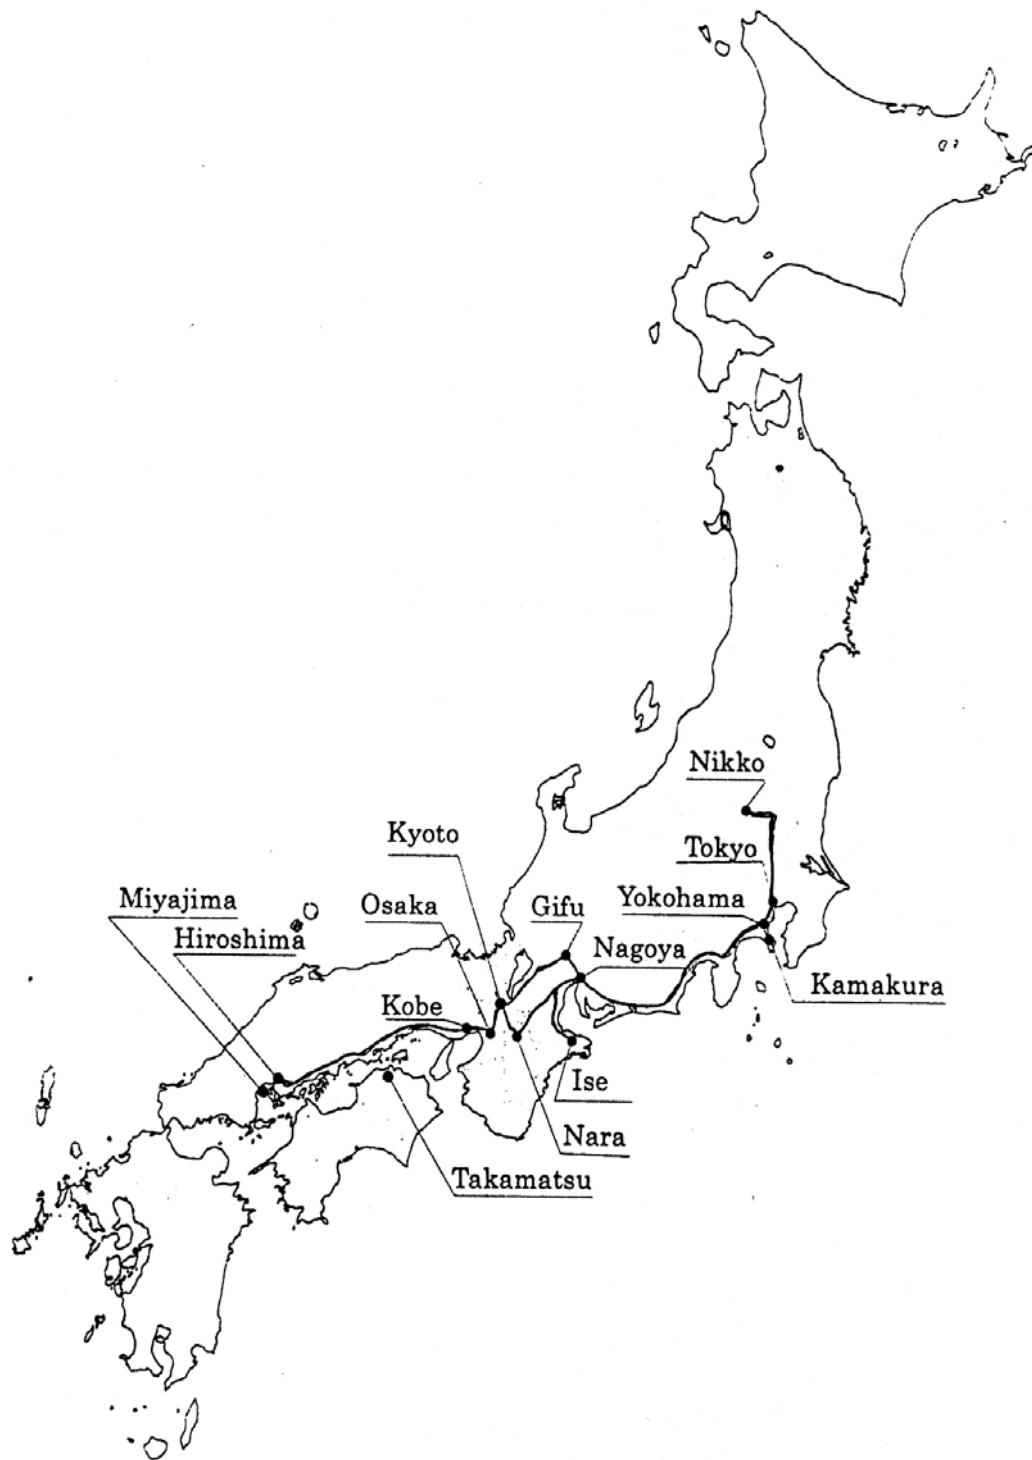 Nikko
Kyoto
Tokyo
Miyajima
Osaka
Gifu
Yokohama
Hiroshima
Nagoya
Kamakura
Kobe
Ise
Nara
Takamatsu